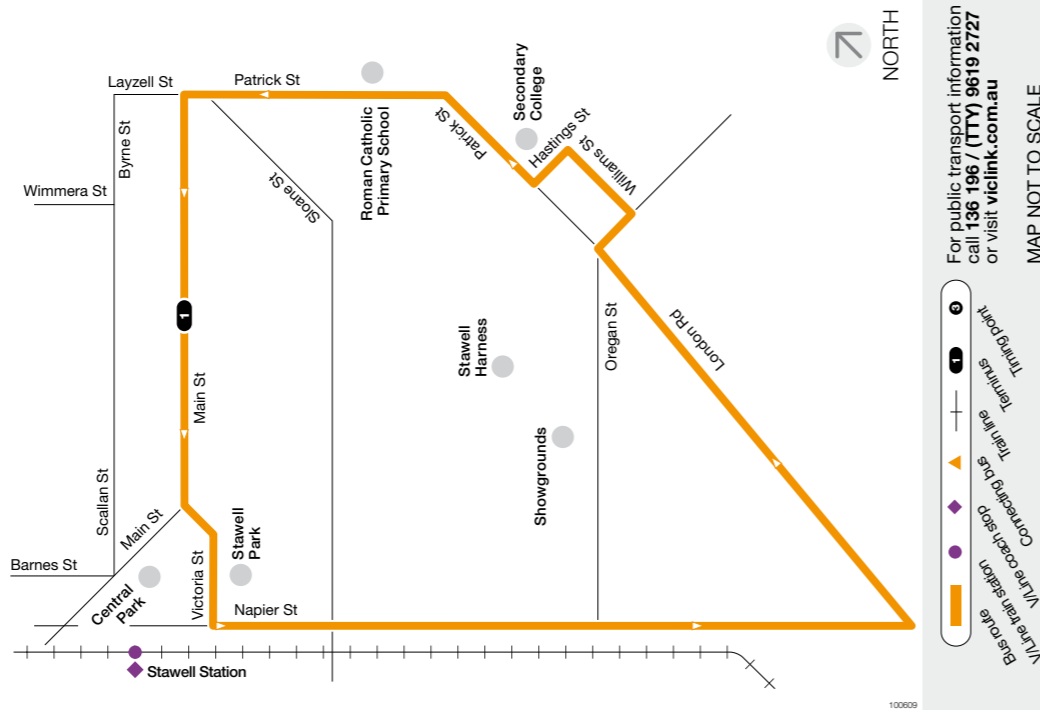 Layzell St
Patrick St
Byrne St
Wimmera St
Sloane St
Roman Catholic
Primary School
Patrick St
Secondary
College
Hastings St
Williams St
NORTH
1
Main St
Scallan St
Main St
Barnes St
Central
Park
Victoria St
Stawell
Park
Napier St
Stawell Station
Stawell
Harness
Showgrounds
Oregan St
London Rd
100609
For public transport information
call 136 196 / (TTY) 9619 2727
or visit viclink.com.au
MAP NOT TO SCALE
Bus route
V/Line train station
V/Line coach stop
Connecting bus
Train line
1
Terminus
3
Timing point